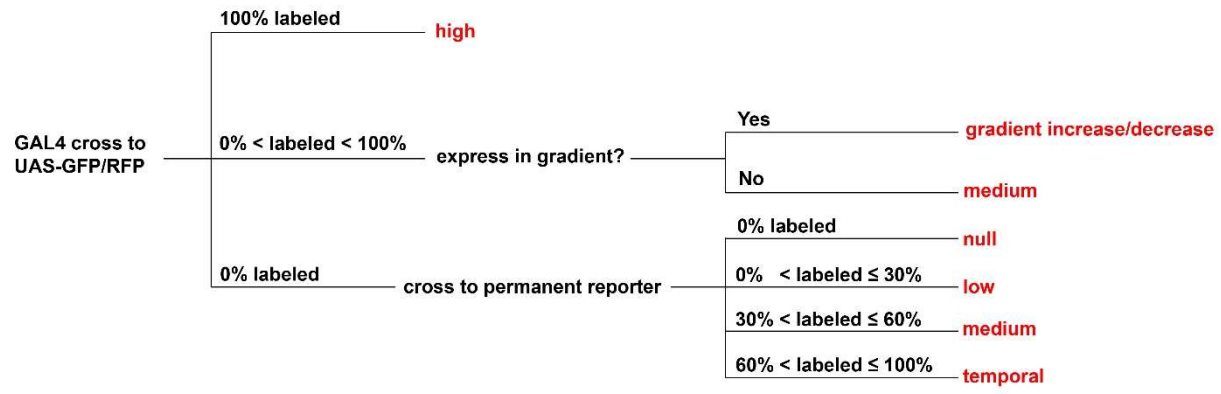 100% labeled
high
GAL4 cross to
UAS-GFP/RFP
0% < labeled < 100%
express in gradient?
Yes
gradient increase/decrease
No
medium
0% labeled
cross to permanent reporter
0% labeled
null
0% < labeled ≤ 30%
low
30% < labeled ≤ 60%
medium
60% < labeled ≤ 100%
temporal